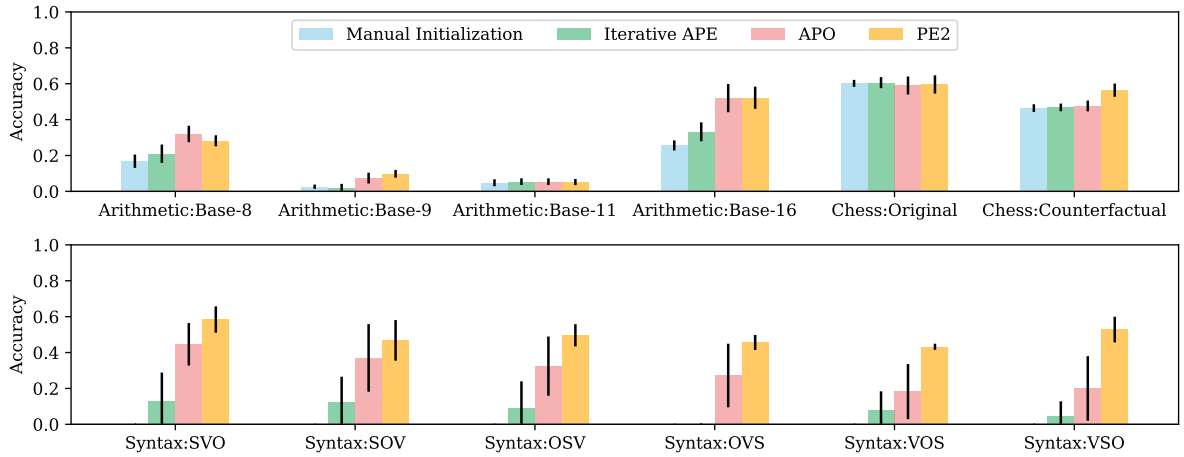 1.0
0.8
0.6
0.4
0.2
0.0
Accuracy
Manual Initialization Iterative APE APO PE2
Arithmetic:Base-8 Arithmetic:Base-9 Arithmetic:Base-11 Arithmetic:Base-16 Chess:Original Chess:Counterfactual
1.0
0.8
0.6
0.4
0.2
0.0
Accuracy
Syntax:SVO Syntax:SOV Syntax:OSV Syntax:OVS Syntax:VOS Syntax:VSO